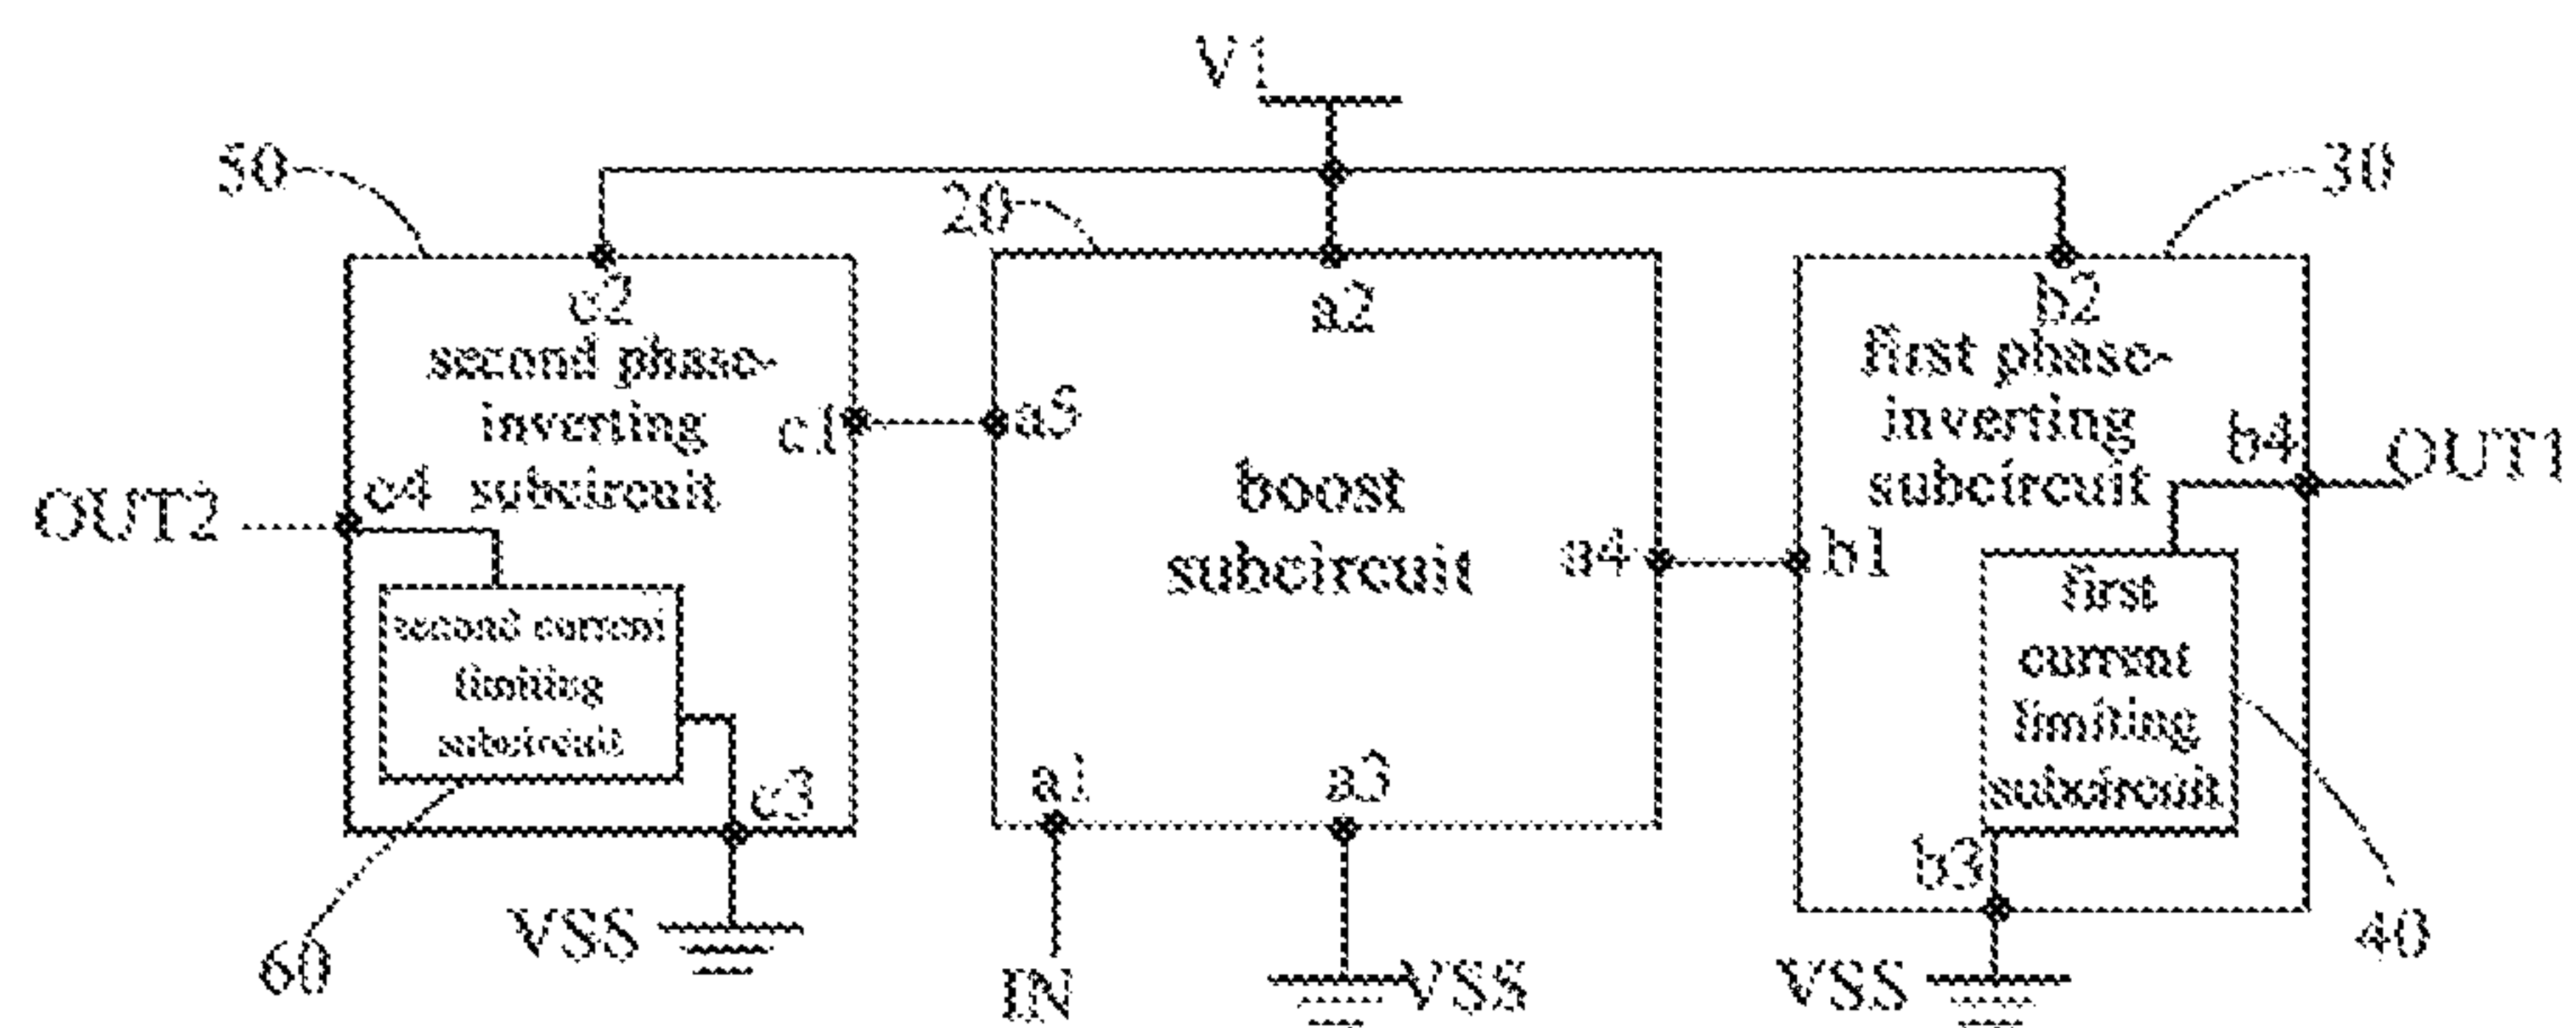 V1
50
20
30
c2
a2
b2
second phase-
inverting
subcircuit
c1
a5
first phase-
inverting
subcircuit
b4
OUT1
OUT2
c4
boost
subcircuit
a4
b1
second current
limiting
subcircuit
first
current
limiting
subcircuit
c3
a1
a3
b3
60
VSS
IN
VSS
VSS
40